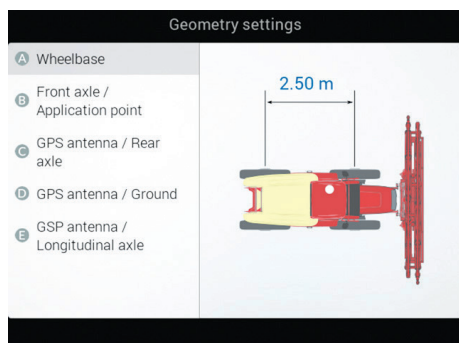 Geometry settings
A Wheelbase
2.50 m
B Front axle /
Application point
C GPS antenna / Rear
axle
D GPS antenna / Ground
E GSP antenna /
Longitudinal axle